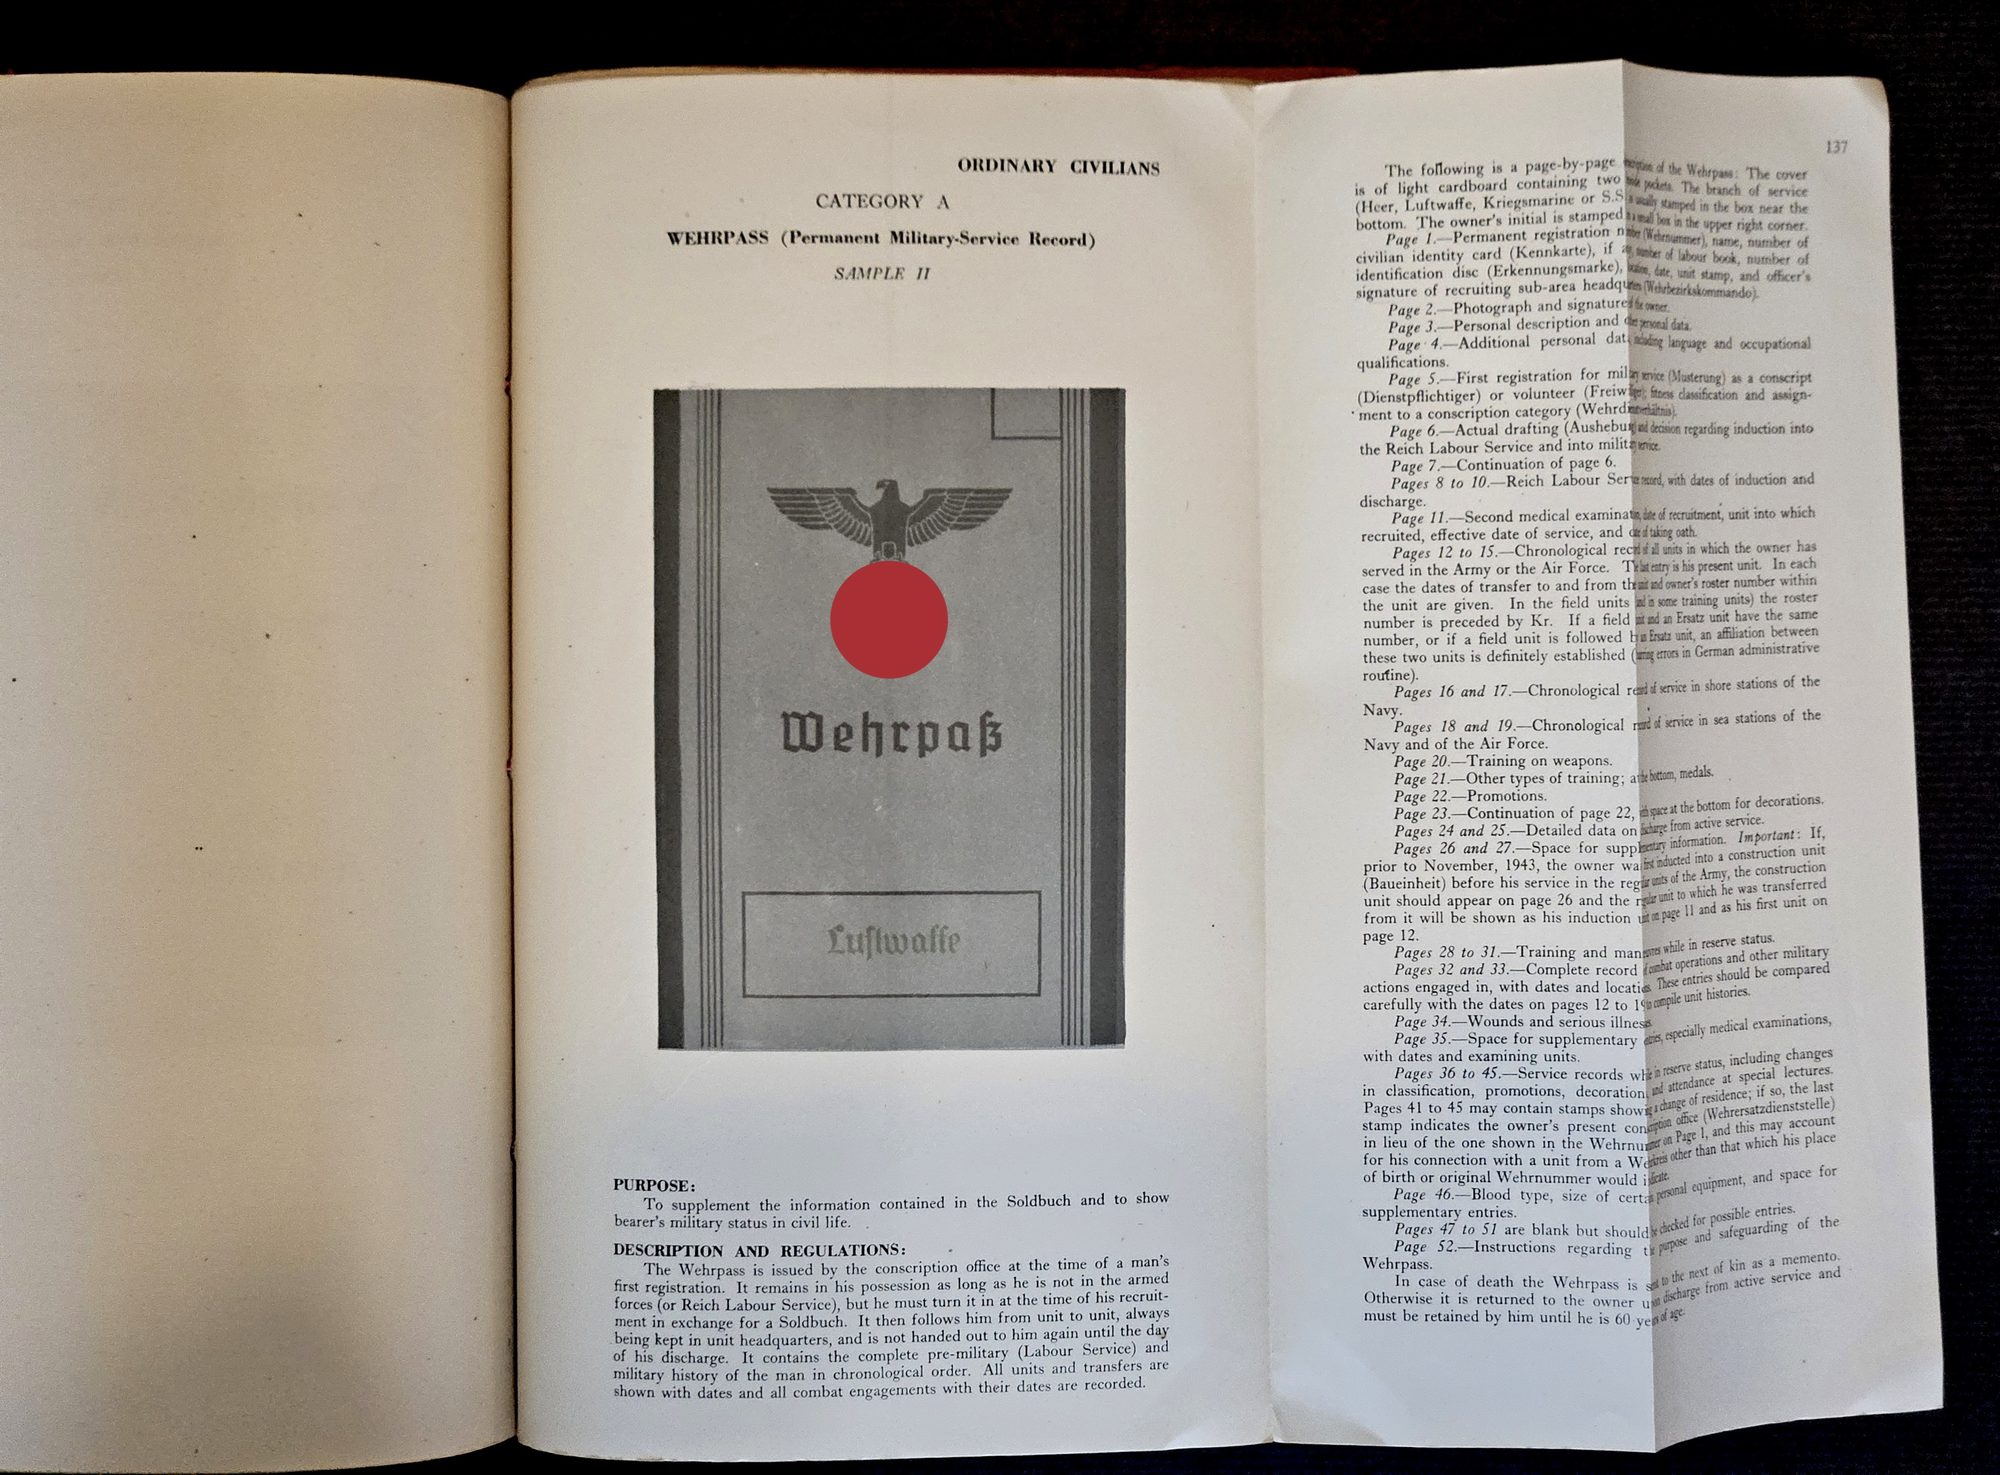 ORDINARY CIVILIANS
CATEGORY A
WEHRPASS (Permanent Military-Service Record)
SAMPLE II
Wehrpaß
Luftwaffe
PURPOSE:
To supplement the information contained in the Soldbuch and to show
bearer's military status in civil life.
DESCRIPTION AND REGULATIONS:
The Wehrpass is issued by the conscription office at the time of a man's
first registration. It remains in his possession as long as he is not in the armed
forces (or Reich Labour Service), but he must turn it in at the time of his recruit-
ment in exchange for a Soldbuch. It then follows him from unit to unit, always
being kept in unit headquarters, and is not handed out to him again until the day
of his discharge. It contains the complete pre-military (Labour Service) and
military history of the man in chronological order. All units and transfers are
shown with dates and all combat engagements with their dates are recorded.
137
The following is a page-by-page description of the Wehrpass: The cover
is of light cardboard containing two inside pockets. The branch of service
(Heer, Luftwaffe, Kriegsmarine or S.S. is usually stamped in the box near the
bottom. The owner's initial is stamped in a small box in the upper right corner.
Page 1.—Permanent registration number (Wehrnummer), name, number of
civilian identity card (Kennkarte), if any, number of labour book, number of
identification disc (Erkennungsmarke), location, date, unit stamp, and officer's
signature of recruiting sub-area headquarters (Wehrbezirkskommando).
Page 2.—Photograph and signature of the owner.
Page 3.—Personal description and other personal data.
Page 4.—Additional personal data including language and occupational
qualifications.
Page 5.—First registration for military service (Musterung) as a conscript
(Dienstpflichtiger) or volunteer (Freiwilliger); fitness classification and assign-
ment to a conscription category (Wehrdienstverhältnis).
Page 6.—Actual drafting (Aushebung) and decision regarding induction into
the Reich Labour Service and into military service.
Page 7.—Continuation of page 6.
Pages 8 to 10.—Reich Labour Service record, with dates of induction and
discharge.
Page 11.—Second medical examination, date of recruitment, unit into which
recruited, effective date of service, and date of taking oath.
Pages 12 to 15.—Chronological record of all units in which the owner has
served in the Army or the Air Force. The last entry is his present unit. In each
case the dates of transfer to and from the unit and owner's roster number within
the unit are given. In the field units (and in some training units) the roster
number is preceded by Kr. If a field unit and an Ersatz unit have the same
number, or if a field unit is followed by an Ersatz unit, an affiliation between
these two units is definitely established (barring errors in German administrative
routine).
Pages 16 and 17.—Chronological record of service in shore stations of the
Navy.
Pages 18 and 19.—Chronological record of service in sea stations of the
Navy and of the Air Force.
Page 20.—Training on weapons.
Page 21.—Other types of training; at the bottom, medals.
Page 22.—Promotions.
Page 23.—Continuation of page 22, with space at the bottom for decorations.
Pages 24 and 25.—Detailed data on discharge from active service.
Pages 26 and 27.—Space for supplementary information. Important: If,
prior to November, 1943, the owner was first inducted into a construction unit
(Baueinheit) before his service in the regular units of the Army, the construction
unit should appear on page 26 and the regular unit to which he was transferred
from it will be shown as his induction unit on page 11 and as his first unit on
page 12.
Pages 28 to 31.—Training and maneuvres while in reserve status.
Pages 32 and 33.—Complete record of combat operations and other military
actions engaged in, with dates and locations. These entries should be compared
carefully with the dates on pages 12 to 19 to compile unit histories.
Page 34.—Wounds and serious illness.
Page 35.—Space for supplementary entries, especially medical examinations,
with dates and examining units.
Pages 36 to 45.—Service records while in reserve status, including changes
in classification, promotions, decoration, and attendance at special lectures.
Pages 41 to 45 may contain stamps showing a change of residence; if so, the last
stamp indicates the owner's present conscription office (Wehrersatzdienststelle)
in lieu of the one shown in the Wehrnummer on Page 1, and this may account
for his connection with a unit from a Wehrkreis other than that which his place
of birth or original Wehrnummer would indicate.
Page 46.—Blood type, size of certain personal equipment, and space for
supplementary entries.
Pages 47 to 51 are blank but should be checked for possible entries.
Page 52.—Instructions regarding the purpose and safeguarding of the
Wehrpass.
In case of death the Wehrpass is sent to the next of kin as a memento.
Otherwise it is returned to the owner upon discharge from active service and
must be retained by him until he is 60 years of age.